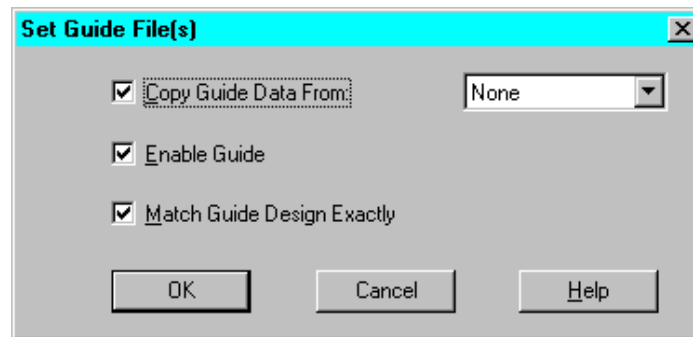 Set Guide File(s)
Copy Guide Data From: None
Enable Guide
Match Guide Design Exactly
OK Cancel Help